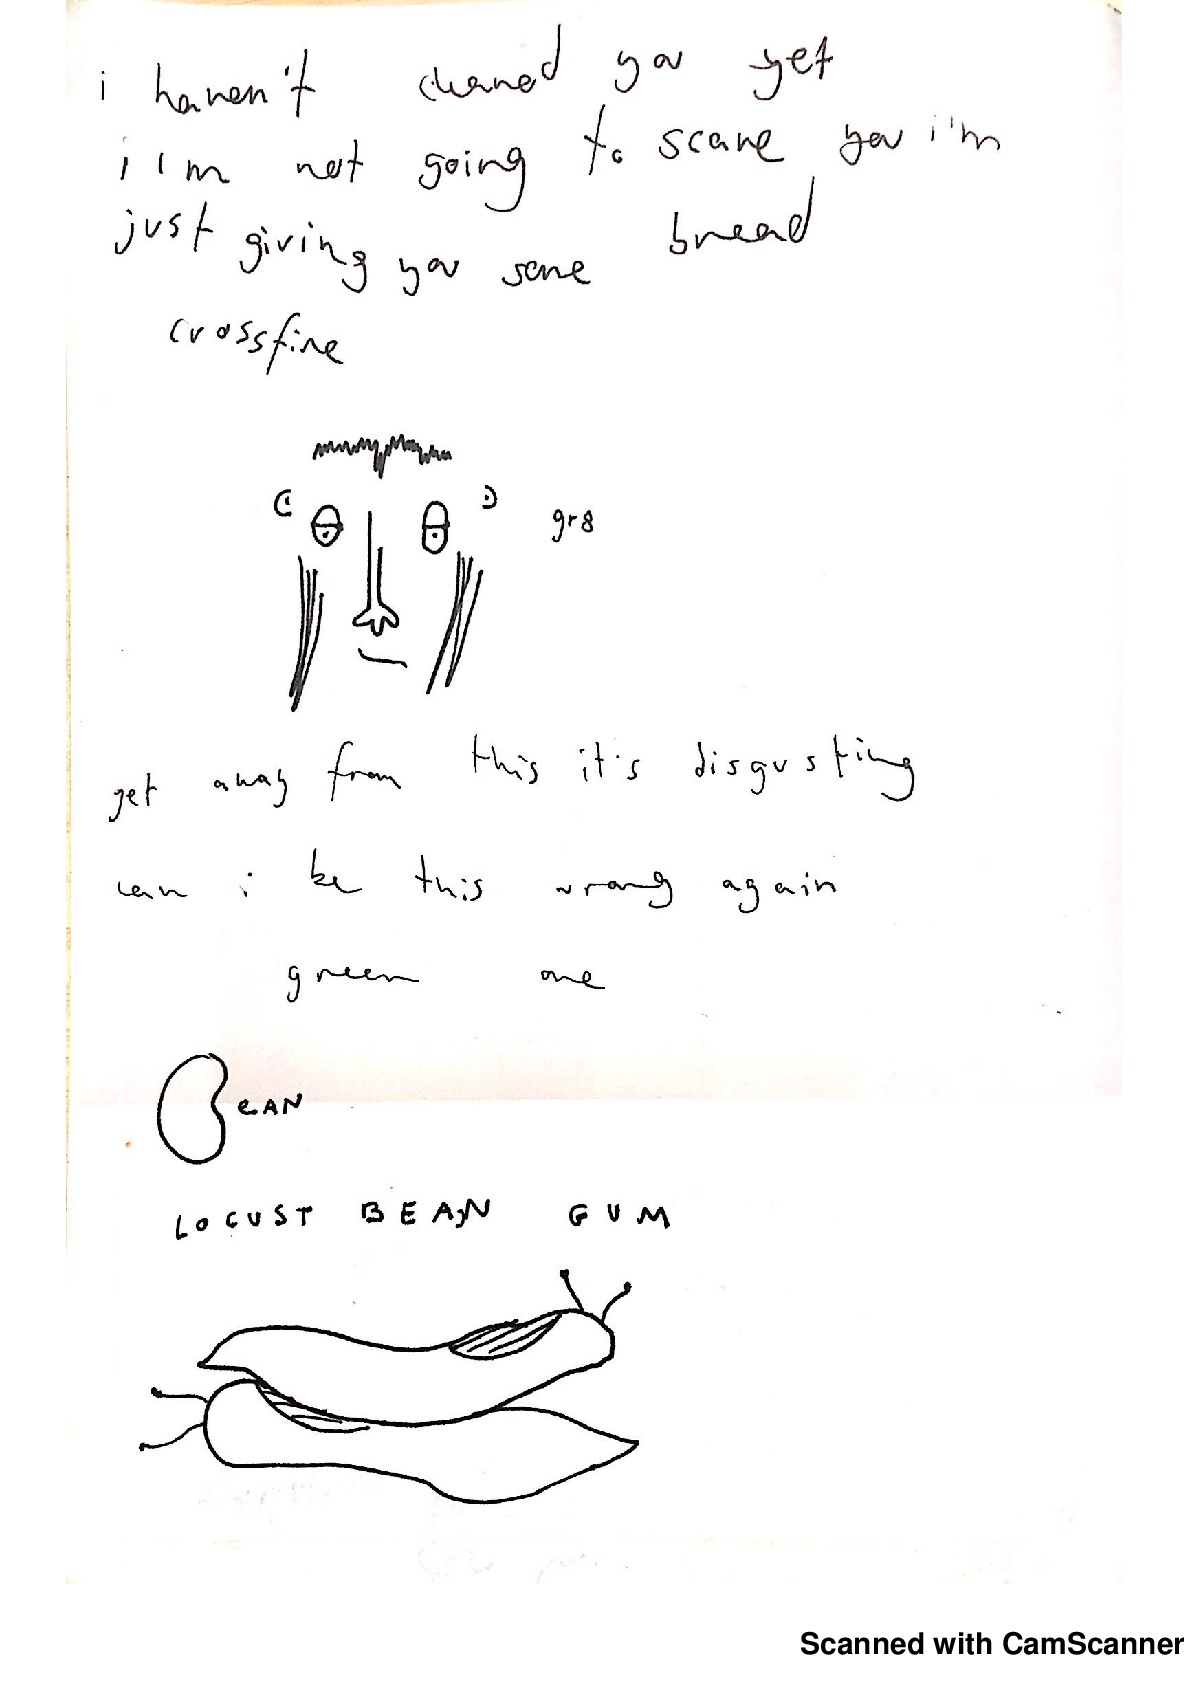 i haven't you yet
i'm not going to scare you i'm
just giving you some bread
crossfire
gr8
get away from this it's disgusting
can i be this wrong again
green one
BEAN
LOCUST BEAN GUM
Scanned with CamScanner